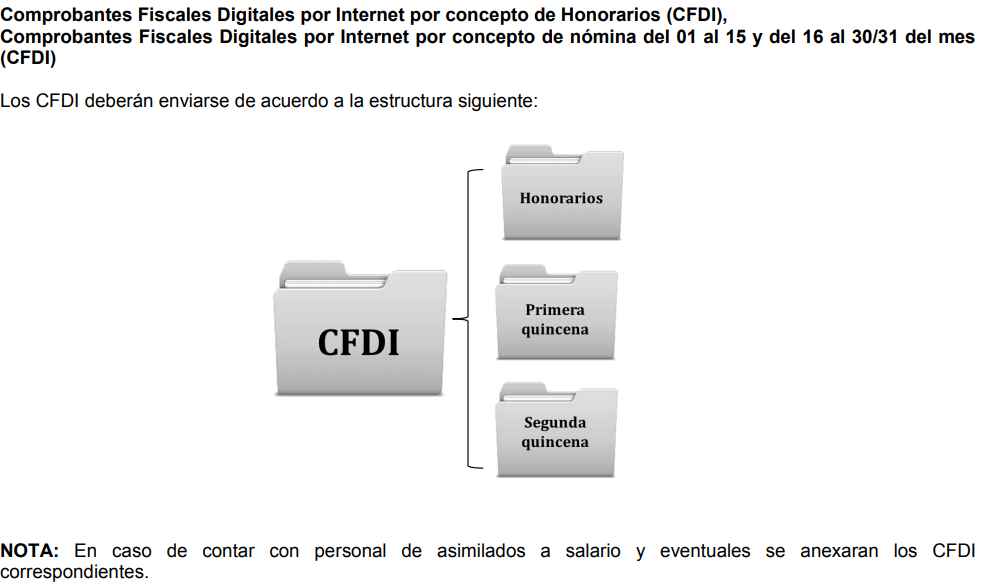 Comprobantes Fiscales Digitales por Internet por concepto de Honorarios (CFDI),
Comprobantes Fiscales Digitales por Internet por concepto de nómina del 01 al 15 y del 16 al 30/31 del mes
(CFDI)
Los CFDI deberán enviarse de acuerdo a la estructura siguiente:
Honorarios
CFDI
Primera
quincena
Segunda
quincena
NOTA: En caso de contar con personal de asimilados a salario y eventuales se anexaran los CFDI
correspondientes.